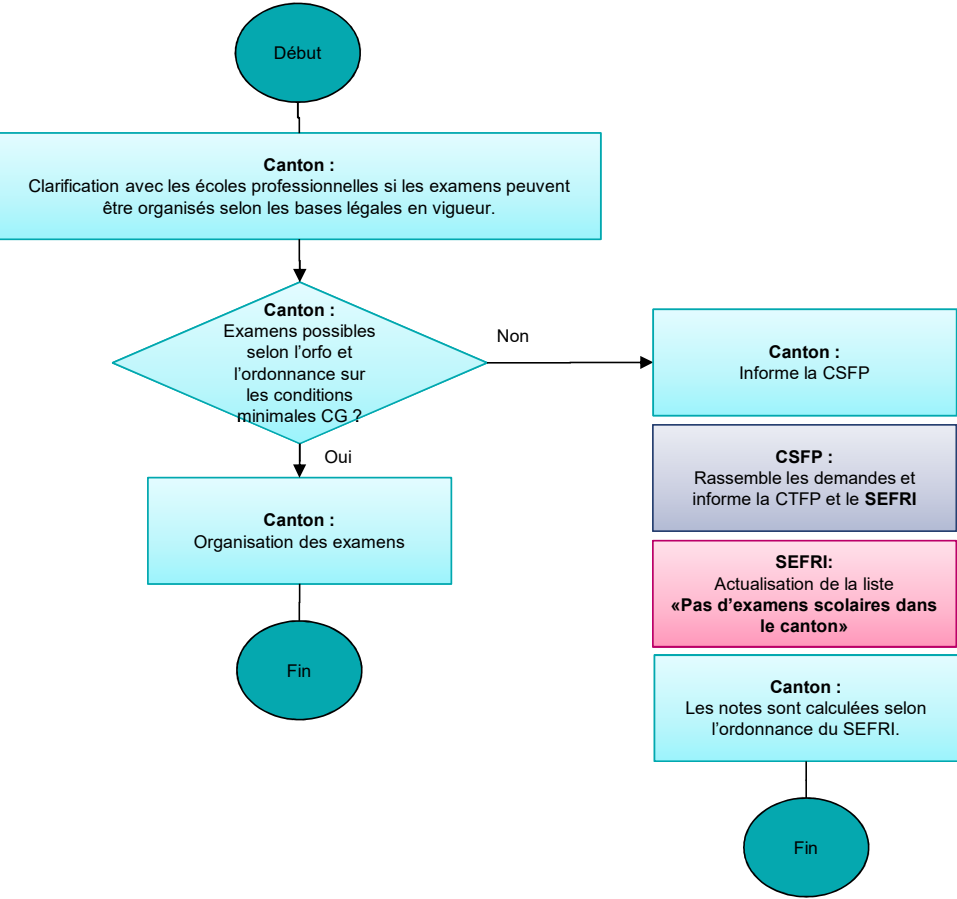 Début
Canton :
Clarification avec les écoles professionnelles si les examens peuvent
être organisés selon les bases légales en vigueur.
Canton :
Examens possibles
selon l’orfo et
l’ordonnance sur
les conditions
minimales CG ?
Non
Oui
Canton :
Organisation des examens
Fin
Canton :
Informe la CSFP
CSFP :
Rassemble les demandes et
informe la CTFP et le SEFRI
SEFRI:
Actualisation de la liste
«Pas d’examens scolaires dans
le canton»
Canton :
Les notes sont calculées selon
l’ordonnance du SEFRI.
Fin